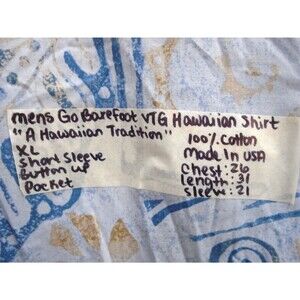 mens Go Barefoot VTG Hawaiian Shirt
"A Hawaiian Tradition"
XL
Short Sleeve
Button up
Pocket
100% Cotton
Made In USA
Chest: 26
length: 31
Sleeve: 21